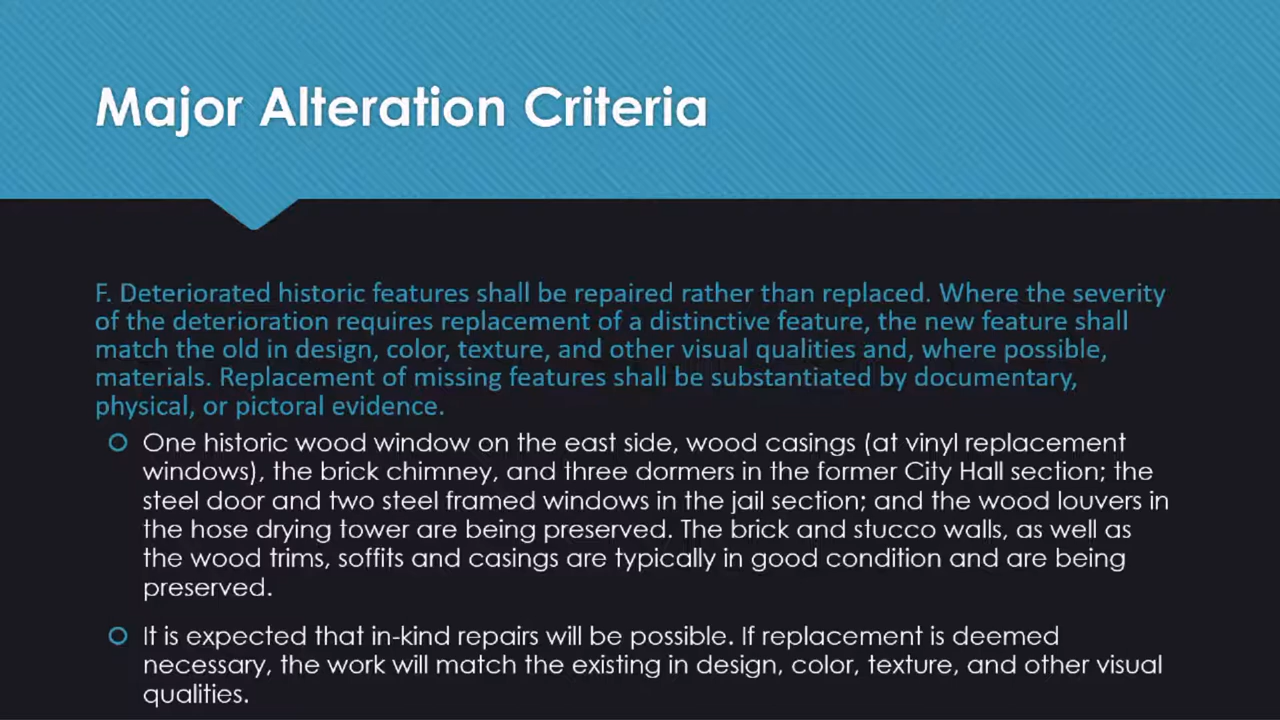 Major Alteration Criteria
F. Deteriorated historic features shall be repaired rather than replaced. Where the severity
of the deterioration requires replacement of a distinctive feature, the new feature shall
match the old in design, color, texture, and other visual qualities and, where possible,
materials. Replacement of missing features shall be substantiated by documentary,
physical, or pictoral evidence.
One historic wood window on the east side, wood casings (at vinyl replacement
windows), the brick chimney, and three dormers in the former City Hall section; the
steel door and two steel framed windows in the jail section; and the wood louvers in
the hose drying tower are being preserved. The brick and stucco walls, as well as
the wood trims, soffits and casings are typically in good condition and are being
preserved.
It is expected that in-kind repairs will be possible. If replacement is deemed
necessary, the work will match the existing in design, color, texture, and other visual
qualities.